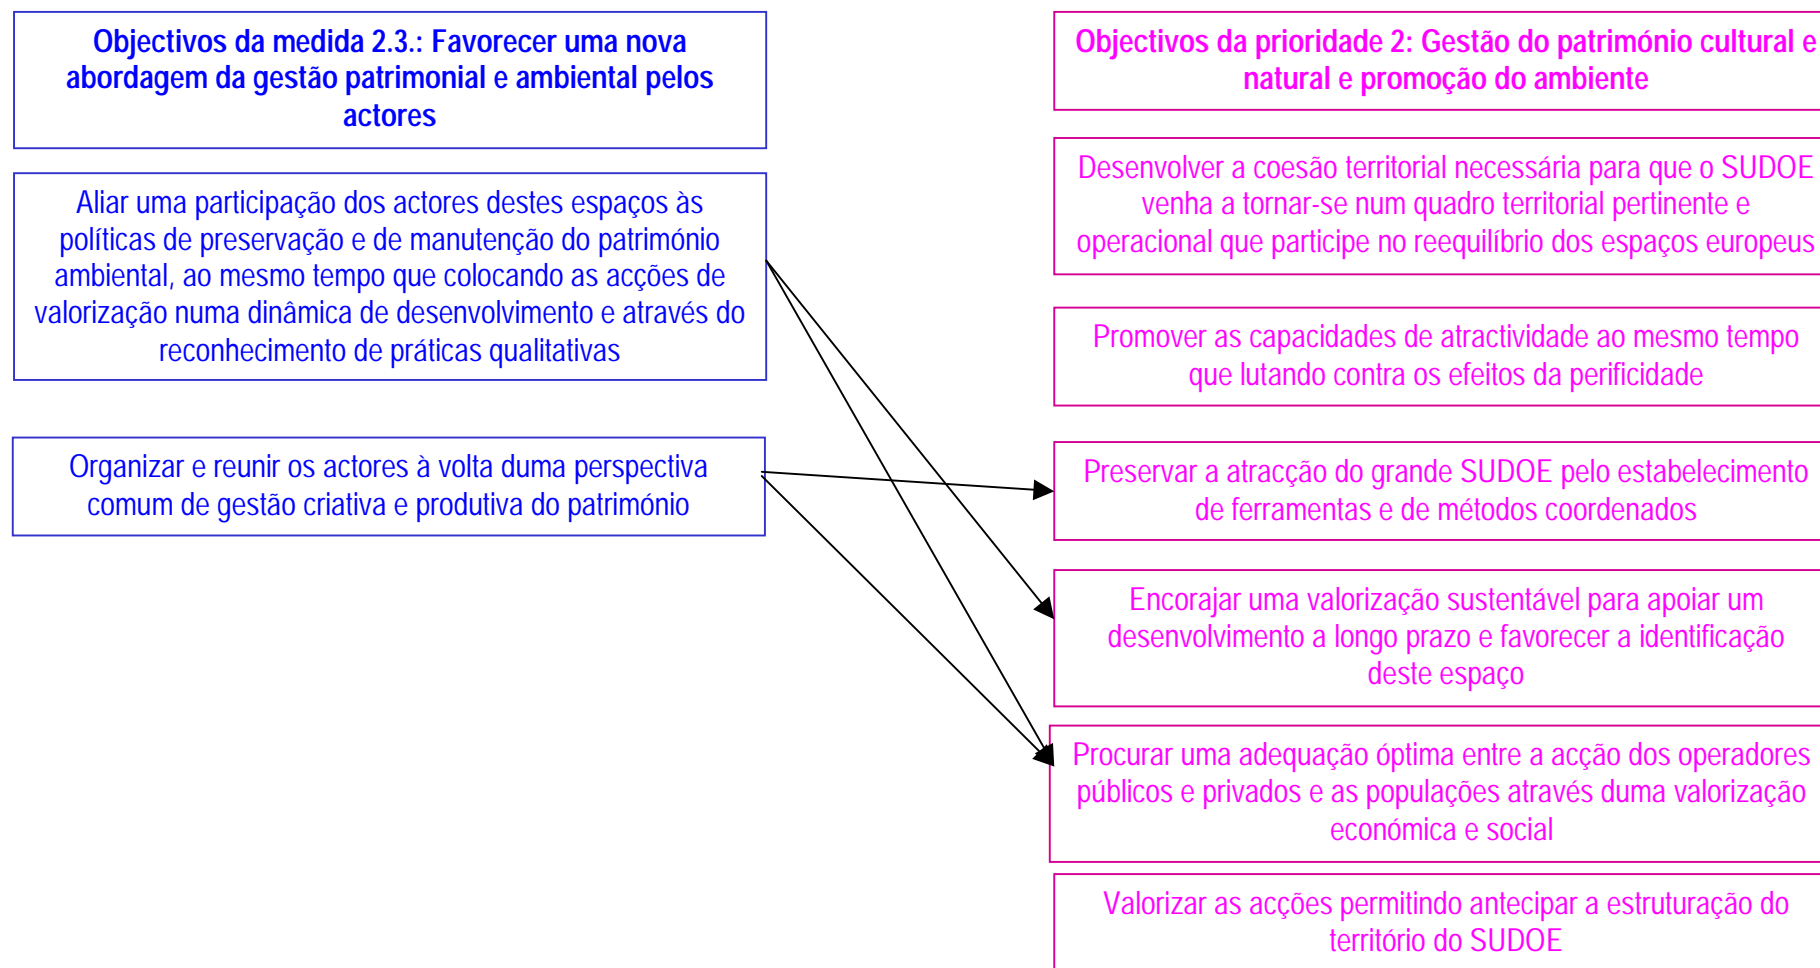 Objectivos da medida 2.3.: Favorecer uma nova
abordagem da gestão patrimonial e ambiental pelos
actores
Aliar uma participação dos actores destes espaços às
políticas de preservação e de manutenção do património
ambiental, ao mesmo tempo que colocando as acções de
valorização numa dinâmica de desenvolvimento e através do
reconhecimento de práticas qualitativas
Organizar e reunir os actores à volta duma perspectiva
comum de gestão criativa e produtiva do património
Objectivos da prioridade 2: Gestão do património cultural e
natural e promoção do ambiente
Desenvolver a coesão territorial necessária para que o SUDOE
venha a tornar-se num quadro territorial pertinente e
operacional que participe no reequilíbrio dos espaços europeus
Promover as capacidades de atractividade ao mesmo tempo
que lutando contra os efeitos da perificidade
Preservar a atracção do grande SUDOE pelo estabelecimento
de ferramentas e de métodos coordenados
Encorajar uma valorização sustentável para apoiar um
desenvolvimento a longo prazo e favorecer a identificação
deste espaço
Procurar uma adequação óptima entre a acção dos operadores
públicos e privados e as populações através duma valorização
económica e social
Valorizar as acções permitindo antecipar a estruturação do
território do SUDOE